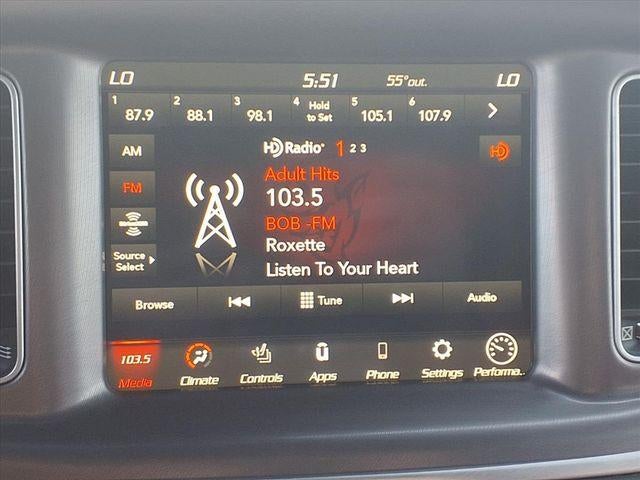 LO 5:51 55°out. LO
1 87.9 2 88.1 3 98.1 4 Hold to Set 5 105.1 6 107.9
AM
HD Radio 1 2 3
HD
Adult Hits
FM
103.5
BOB -FM
Roxette
Source Select
Listen To Your Heart
Browse Tune Audio
103.5
Media Climate Controls Apps Phone Settings Performa..